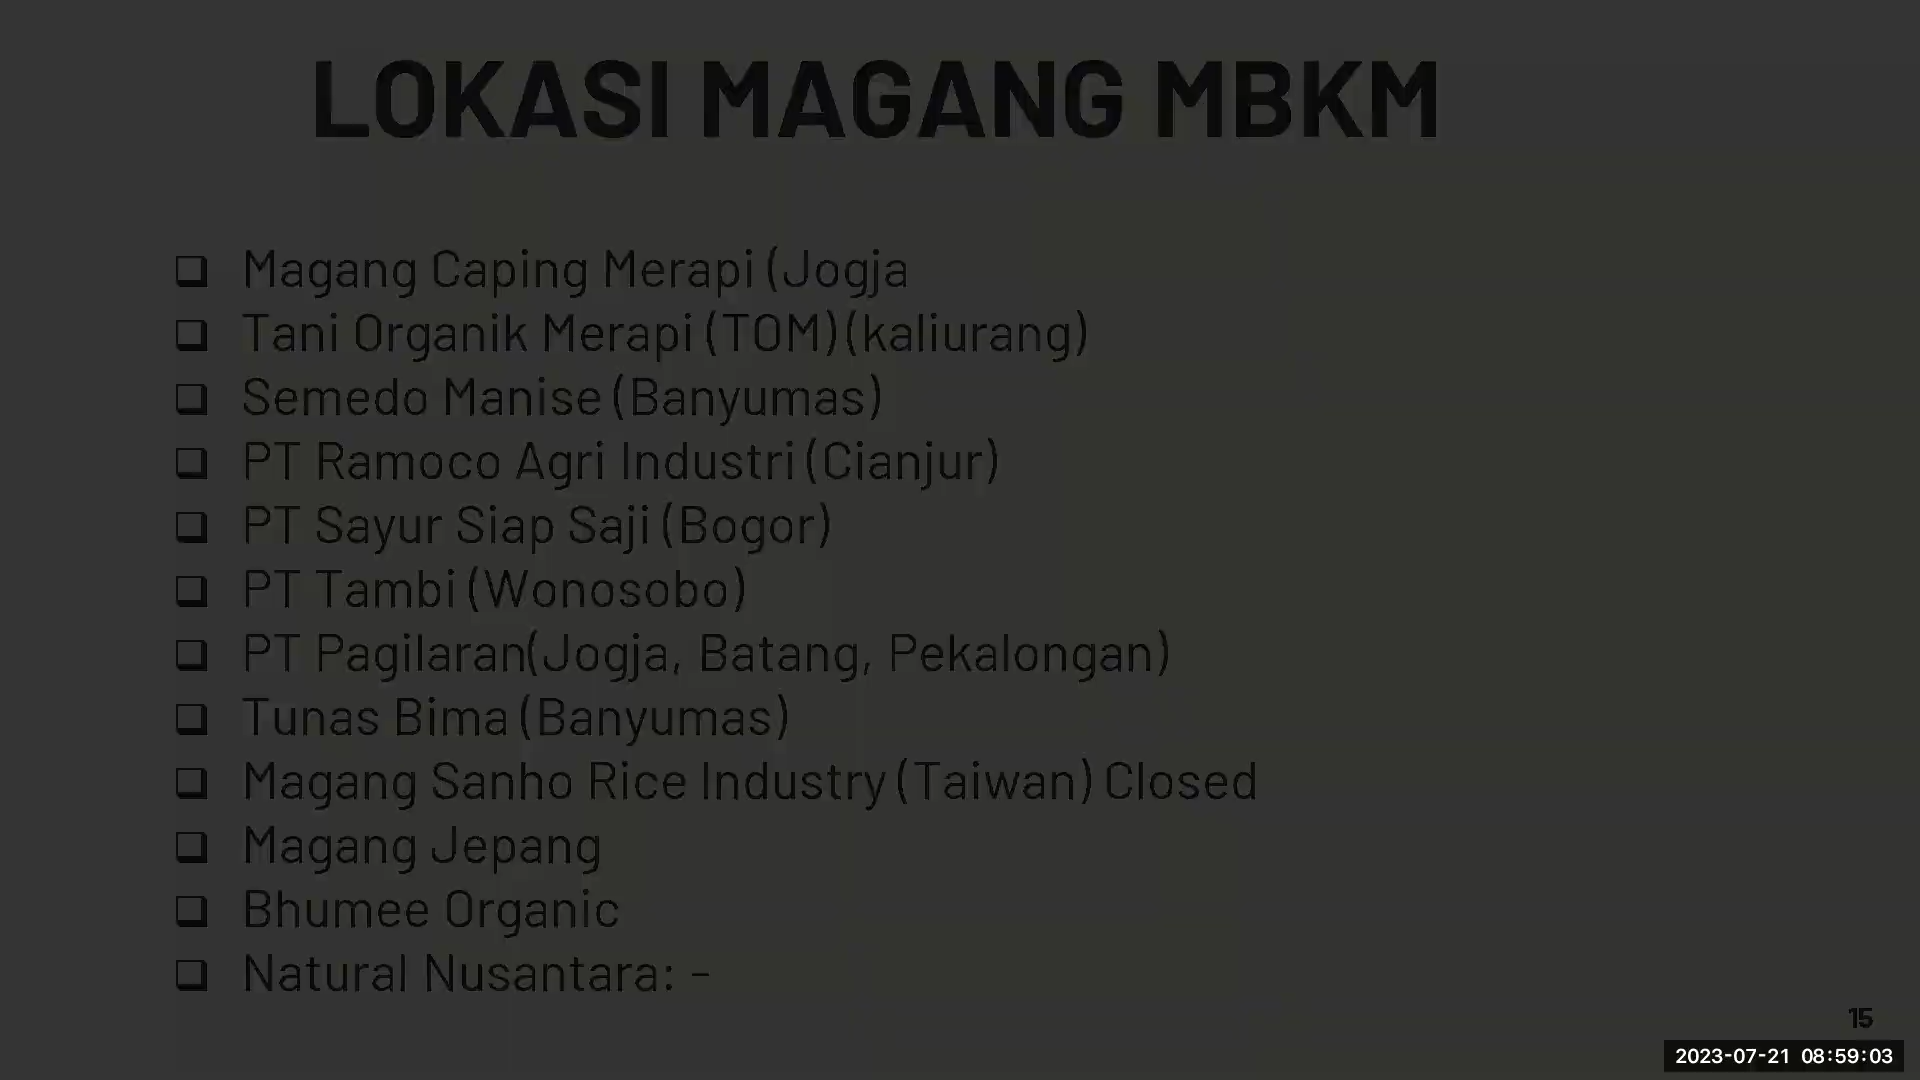 LOKASI MAGANG MBKM
❑ Magang Caping Merapi (Jogja
❑ Tani Organik Merapi (TOM) (kaliurang)
❑ Semedo Manise (Banyumas)
❑ PT Ramoco Agri Industri (Cianjur)
❑ PT Sayur Siap Saji (Bogor)
❑ PT Tambi (Wonosobo)
❑ PT Pagilaran(Jogja, Batang, Pekalongan)
❑ Tunas Bima (Banyumas)
❑ Magang Sanho Rice Industry (Taiwan) Closed
❑ Magang Jepang
❑ Bhumee Organic
❑ Natural Nusantara: -
15
2023-07-21 08:59:03